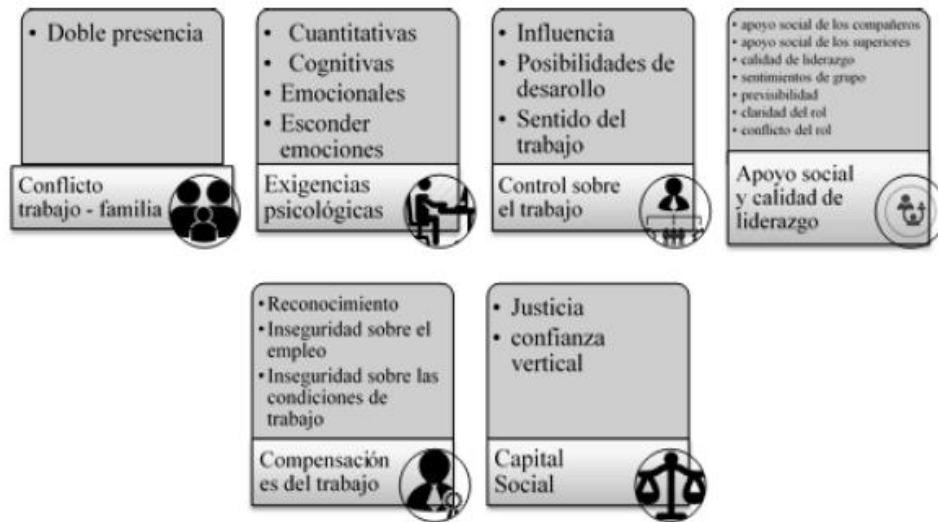 • Doble presencia
Conflicto
trabajo - familia
• Cuantitativas
• Cognitivas
• Emocionales
• Esconder
emociones
Exigencias
psicológicas
• Influencia
• Posibilidades de
desarollo
• Sentido del
trabajo
Control sobre
el trabajo
• apoyo social de los compañeros
• apoyo social de los superiores
• calidad de liderazgo
• sentimientos de grupo
• previsibilidad
• claridad del rol
• conflicto del rol
Apoyo social
y calidad de
liderazgo
• Reconocimiento
• Inseguridad sobre el
empleo
• Inseguridad sobre las
condiciones de
trabajo
Compensación
es del trabajo
• Justicia
• confianza
vertical
Capital
Social